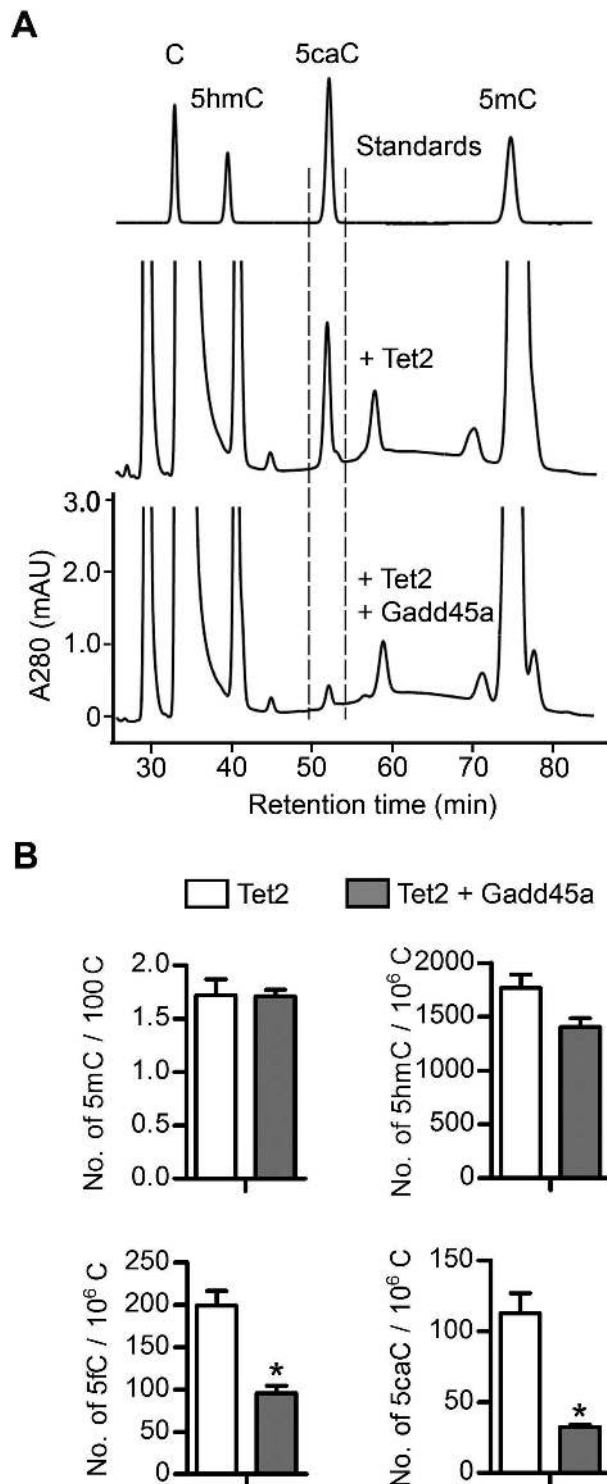 A
C
5hmC
5caC
5mC
Standards
+ Tet2
3.0
2.0
1.0
0
A280 (mAU)
+ Tet2
+ Gadd45a
30 40 50 60 70 80
Retention time (min)
B
Tet2
Tet2 + Gadd45a
No. of 5mC / 100 C
2.0
1.5
1.0
0.5
0.0
No. of 5hmC / 10⁶ C
2000
1500
1000
500
0
No. of 5fC / 10⁶ C
250
200
150
100
50
0
*
No. of 5caC / 10⁶ C
150
100
50
0
*